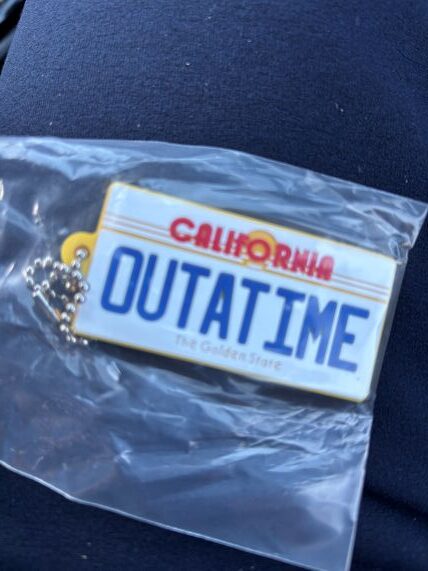 CALIFORNIA
OUTATIME
The Golden State